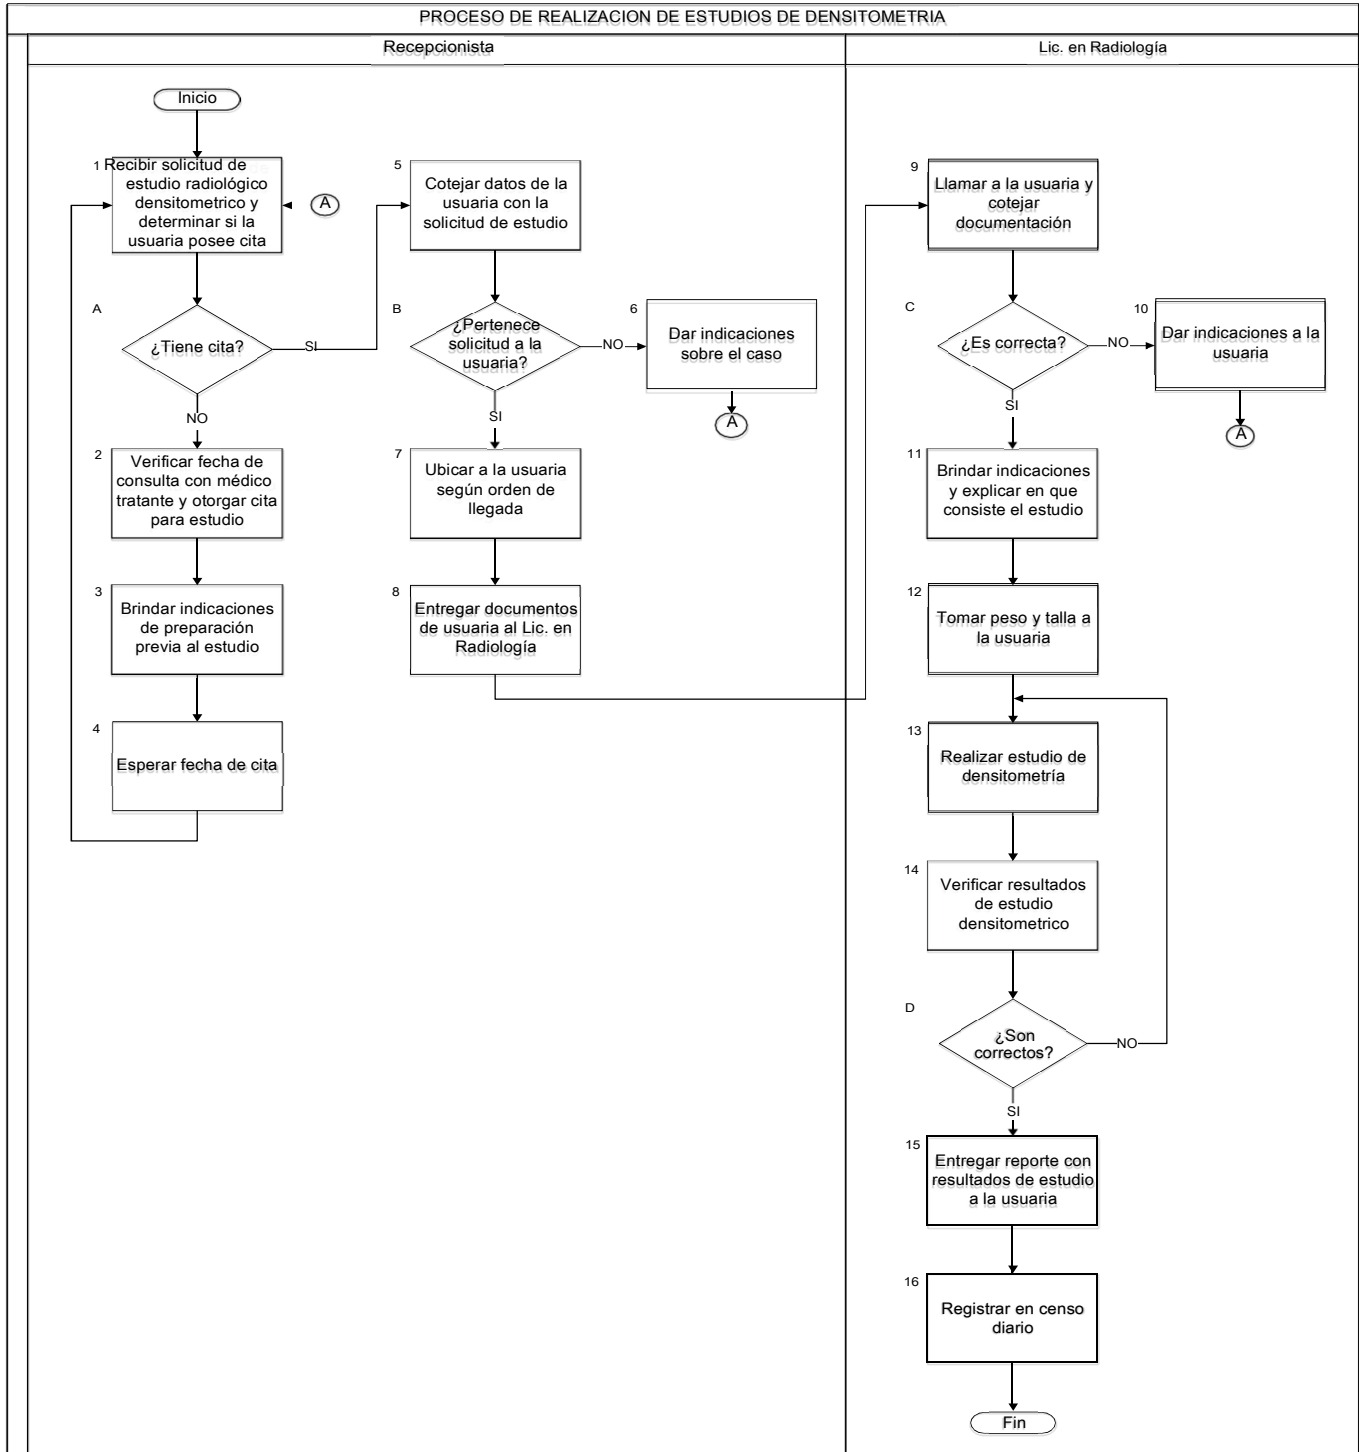 PROCESO DE REALIZACION DE ESTUDIOS DE DENSITOMETRIA
Recepcionista
Lic. en Radiología
Inicio
1
Recibir solicitud de
estudio radiológico
densitometrico y
determinar si la
usuaria posee cita
A
A
¿Tiene cita?
SI
NO
2
Verificar fecha de
consulta con médico
tratante y otorgar cita
para estudio
3
Brindar indicaciones
de preparación
previa al estudio
4
Esperar fecha de cita
5
Cotejar datos de la
usuaria con la
solicitud de estudio
B
¿Pertenece
solicitud a la
usuaria?
NO
SI
6
Dar indicaciones
sobre el caso
A
7
Ubicar a la usuaria
según orden de
llegada
8
Entregar documentos
de usuaria al Lic. en
Radiología
9
Llamar a la usuaria y
cotejar
documentación
C
¿Es correcta?
NO
SI
10
Dar indicaciones a la
usuaria
A
11
Brindar indicaciones
y explicar en que
consiste el estudio
12
Tomar peso y talla a
la usuaria
13
Realizar estudio de
densitometría
14
Verificar resultados
de estudio
densitometrico
D
¿Son
correctos?
NO
SI
15
Entregar reporte con
resultados de estudio
a la usuaria
16
Registrar en censo
diario
Fin